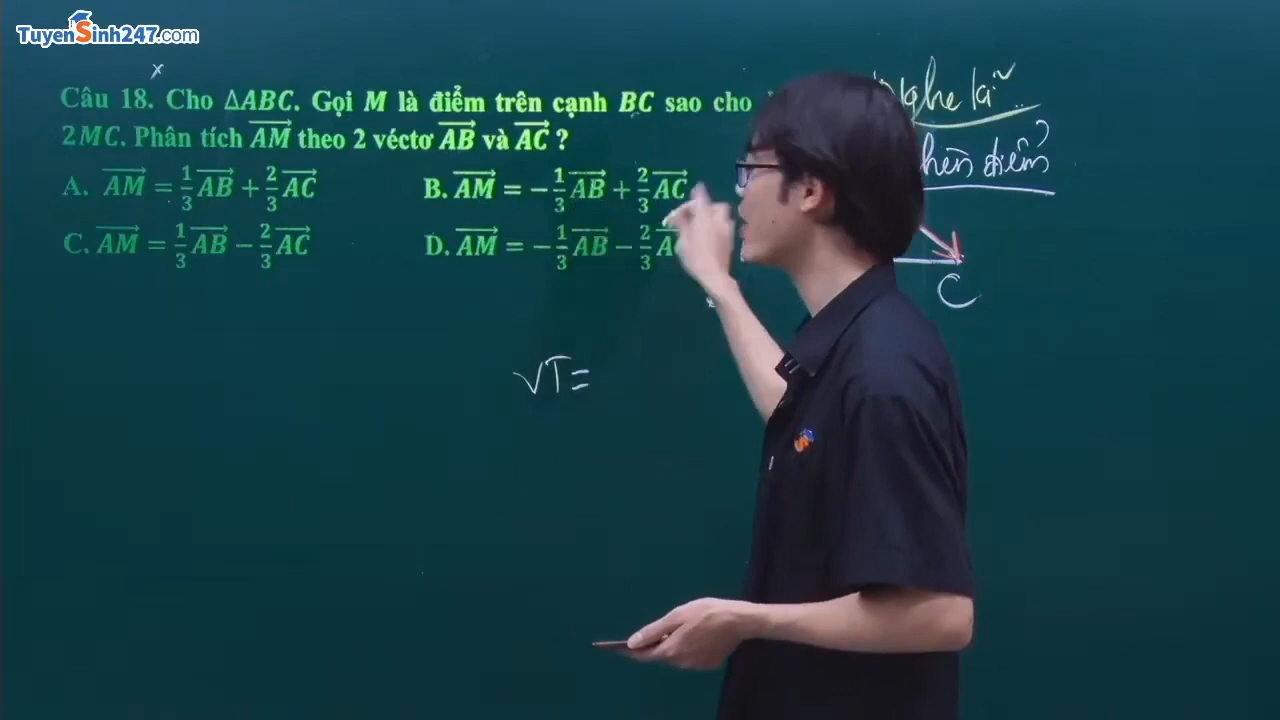 TuyenSinh247.com
Câu 18. Cho ΔABC. Gọi M là điểm trên cạnh BC sao cho
2MC. Phân tích \overrightarrow{AM} theo 2 véctơ \overrightarrow{AB} và \overrightarrow{AC} ?
A. \overrightarrow{AM} = \frac{1}{3}\overrightarrow{AB} + \frac{2}{3}\overrightarrow{AC}
B. \overrightarrow{AM} = -\frac{1}{3}\overrightarrow{AB} + \frac{2}{3}\overrightarrow{AC}
C. \overrightarrow{AM} = \frac{1}{3}\overrightarrow{AB} - \frac{2}{3}\overrightarrow{AC}
D. \overrightarrow{AM} = -\frac{1}{3}\overrightarrow{AB} - \frac{2}{3}
điểm
C
VT =